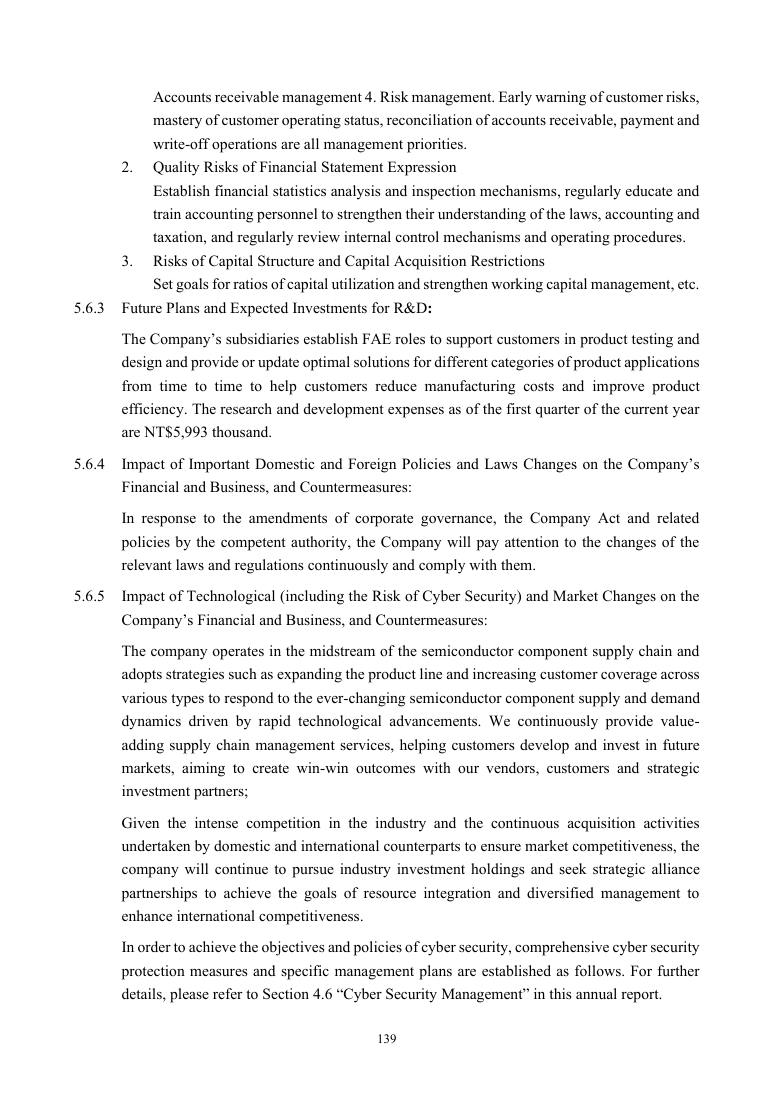 Accounts receivable management 4. Risk management. Early warning of customer risks,
mastery of customer operating status, reconciliation of accounts receivable, payment and
write-off operations are all management priorities.
2. Quality Risks of Financial Statement Expression
Establish financial statistics analysis and inspection mechanisms, regularly educate and
train accounting personnel to strengthen their understanding of the laws, accounting and
taxation, and regularly review internal control mechanisms and operating procedures.
3. Risks of Capital Structure and Capital Acquisition Restrictions
Set goals for ratios of capital utilization and strengthen working capital management, etc.
5.6.3 Future Plans and Expected Investments for R&D:
The Company’s subsidiaries establish FAE roles to support customers in product testing and
design and provide or update optimal solutions for different categories of product applications
from time to time to help customers reduce manufacturing costs and improve product
efficiency. The research and development expenses as of the first quarter of the current year
are NT$5,993 thousand.
5.6.4 Impact of Important Domestic and Foreign Policies and Laws Changes on the Company’s
Financial and Business, and Countermeasures:
In response to the amendments of corporate governance, the Company Act and related
policies by the competent authority, the Company will pay attention to the changes of the
relevant laws and regulations continuously and comply with them.
5.6.5 Impact of Technological (including the Risk of Cyber Security) and Market Changes on the
Company’s Financial and Business, and Countermeasures:
The company operates in the midstream of the semiconductor component supply chain and
adopts strategies such as expanding the product line and increasing customer coverage across
various types to respond to the ever-changing semiconductor component supply and demand
dynamics driven by rapid technological advancements. We continuously provide value-
adding supply chain management services, helping customers develop and invest in future
markets, aiming to create win-win outcomes with our vendors, customers and strategic
investment partners;
Given the intense competition in the industry and the continuous acquisition activities
undertaken by domestic and international counterparts to ensure market competitiveness, the
company will continue to pursue industry investment holdings and seek strategic alliance
partnerships to achieve the goals of resource integration and diversified management to
enhance international competitiveness.
In order to achieve the objectives and policies of cyber security, comprehensive cyber security
protection measures and specific management plans are established as follows. For further
details, please refer to Section 4.6 “Cyber Security Management” in this annual report.
139